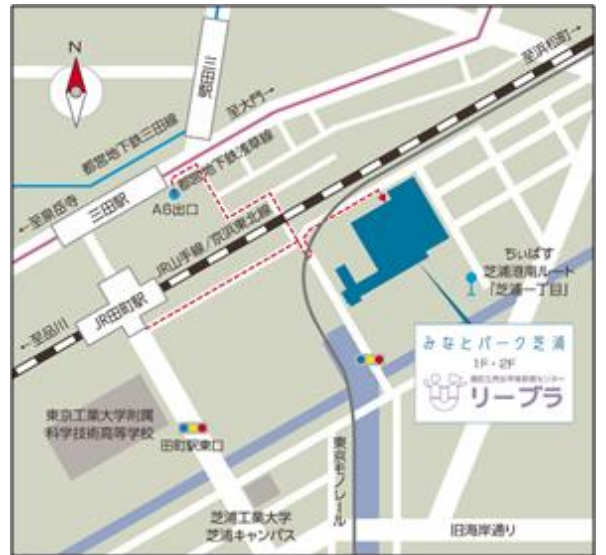 N
三田駅
至浜松町→
至大門→
都営地下鉄三田線
都営地下鉄浅草線
A6出口
三田駅
←至泉岳寺
JR山手線/京浜東北線
JR田町駅
←至品川
ちぃばす
芝浦港南ルート
「芝浦一丁目」
みなとパーク芝浦
1F・2F
リーブラ
東京工業大学附属
科学技術高等学校
田町駅東口
東京モノレール
芝浦工業大学
芝浦キャンパス
旧海岸通り